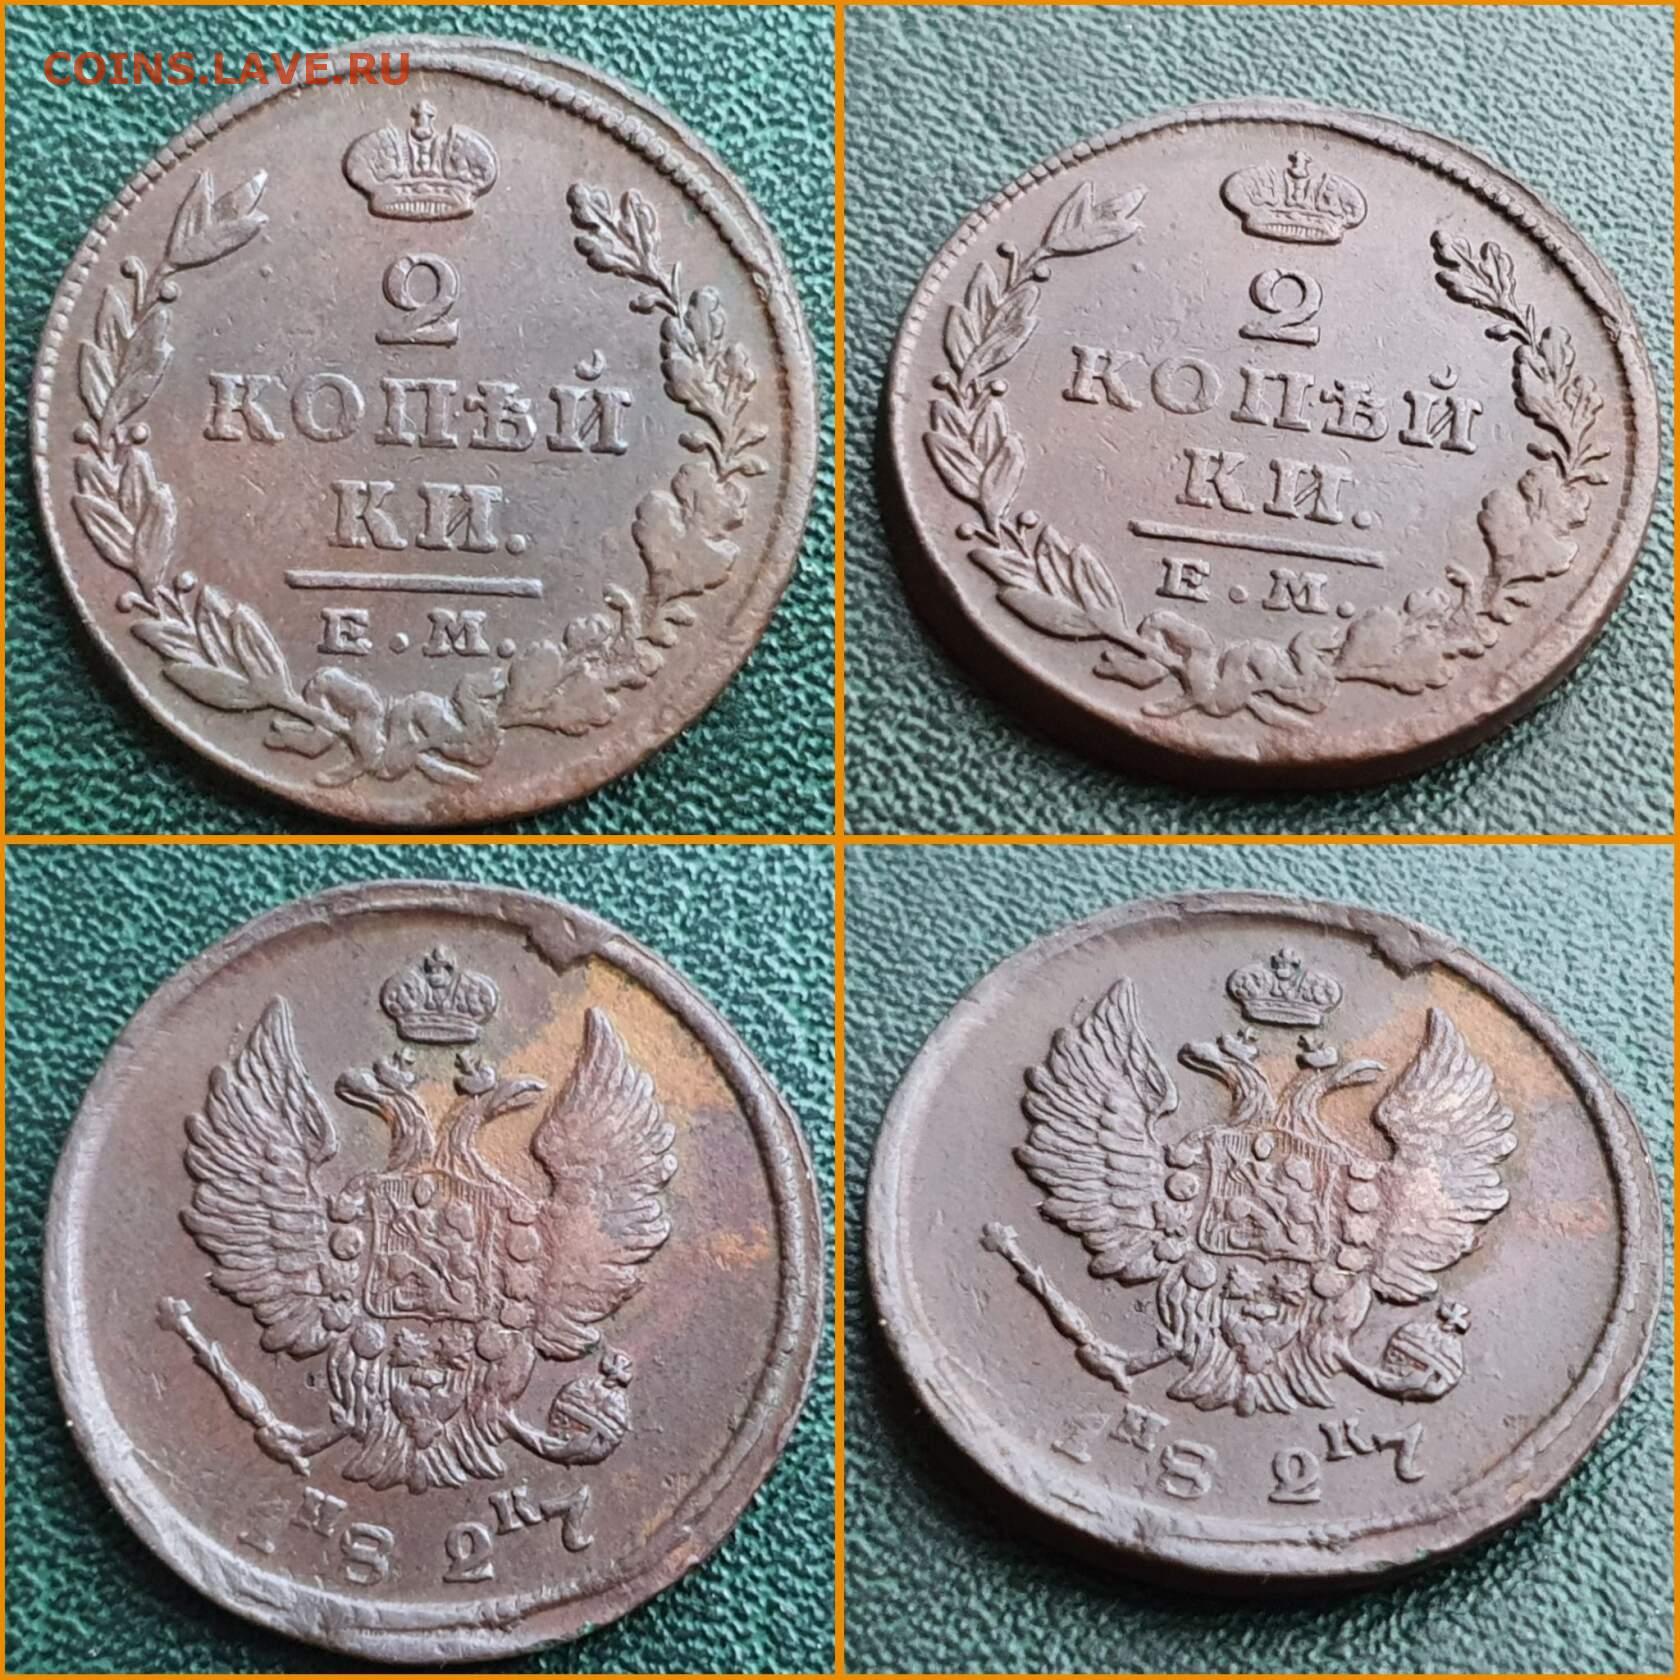 COINS.LAVE.RU
2
КОПѢЙ
КИ.
Е.М.
2
КОПѢЙ
КИ.
Е.М.
И К
1827
И К
1827